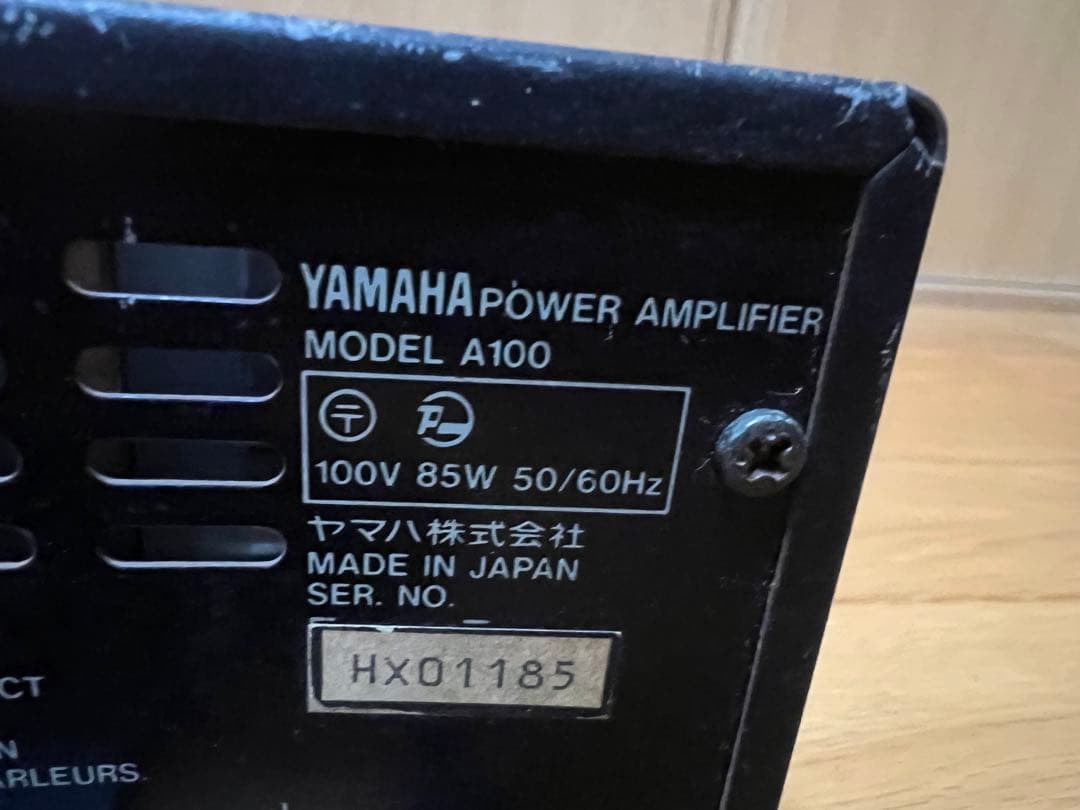 YAMAHA POWER AMPLIFIER
MODEL A100
〒
100V 85W 50/60Hz
ヤマハ株式会社
MADE IN JAPAN
SER. NO.
HX01185
CT
N
ARLEURS.